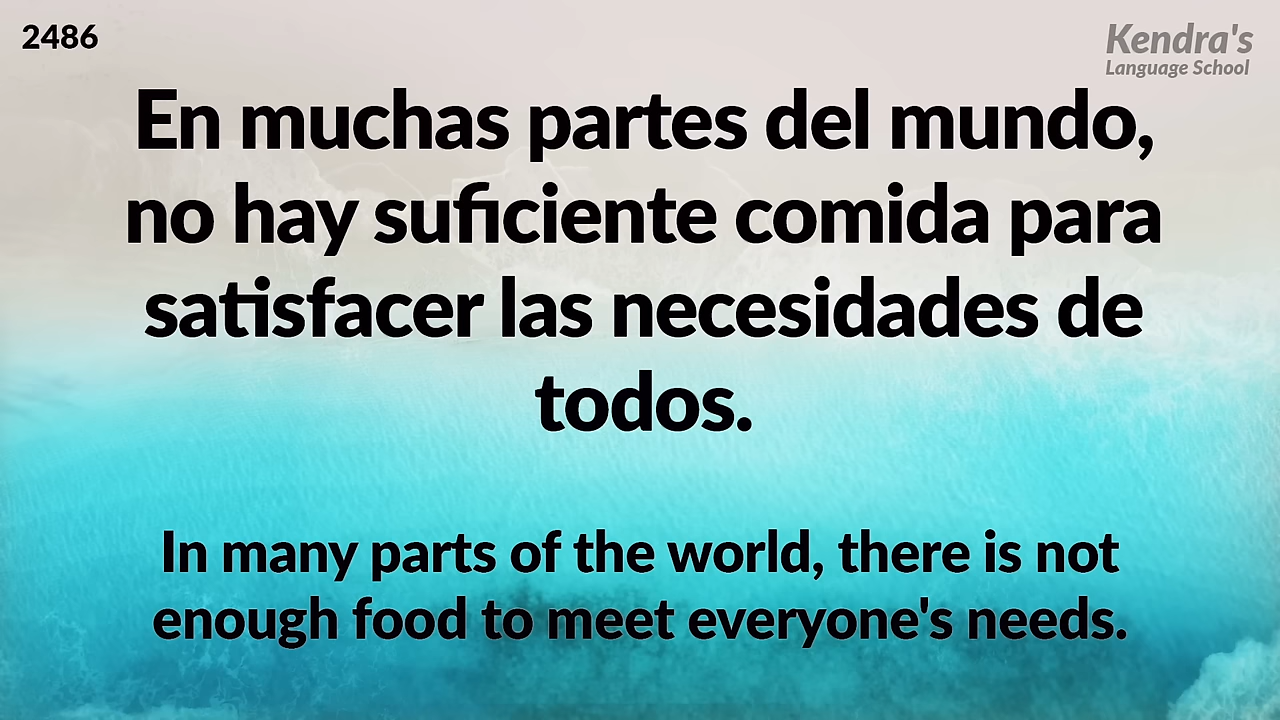 2486
Kendra's
Language School
En muchas partes del mundo,
no hay suficiente comida para
satisfacer las necesidades de
todos.
In many parts of the world, there is not
enough food to meet everyone's needs.